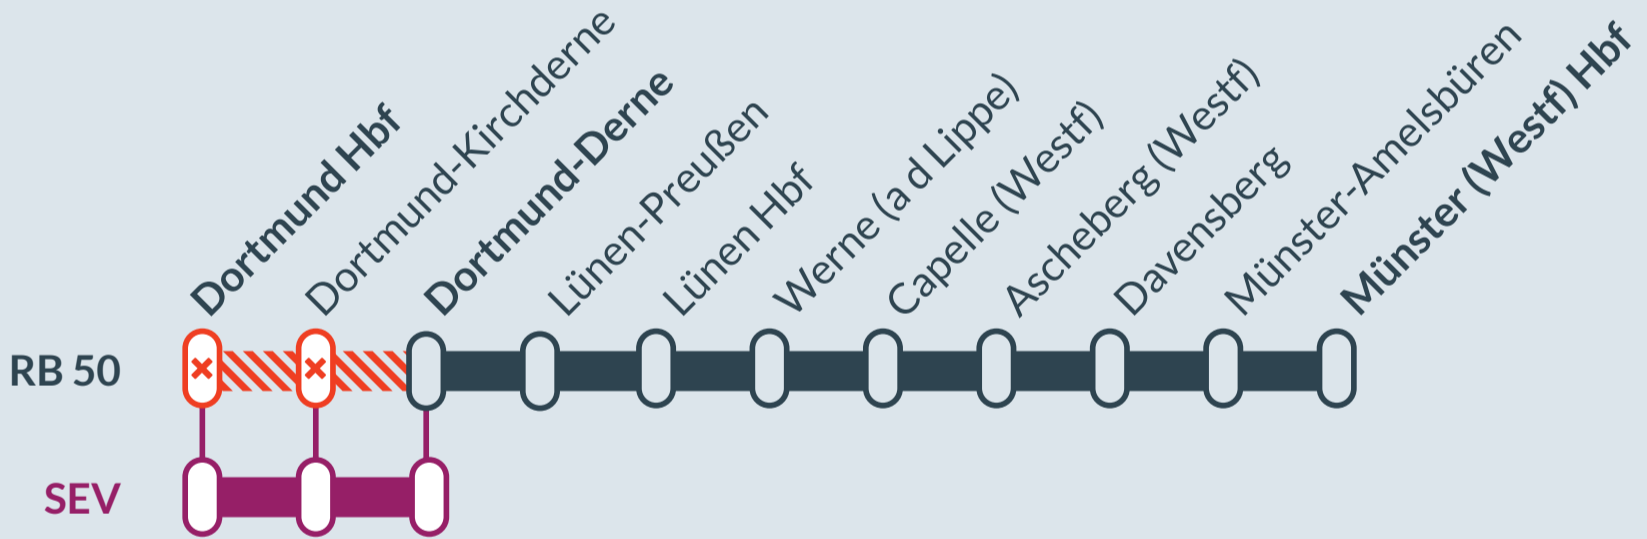 Dortmund Hbf
Dortmund-Kirchderne
Dortmund-Derne
Lünen-Preußen
Lünen Hbf
Werne (a d Lippe)
Capelle (Westf)
Ascheberg (Westf)
Davensberg
Münster-Amelsbüren
Münster (Westf) Hbf
RB 50
SEV